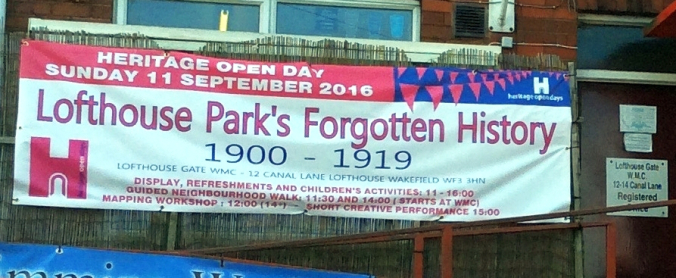 HERITAGE OPEN DAY
SUNDAY 11 SEPTEMBER 2016
H
heritage open days
Lofthouse Park's Forgotten History
1900 - 1919
LOFTHOUSE GATE WMC - 12 CANAL LANE LOFTHOUSE WAKEFIELD WF3 3HN
DISPLAY, REFRESHMENTS AND CHILDREN'S ACTIVITIES: 11 - 16:00
GUIDED NEIGHBOURHOOD WALK: 11:30 AND 14:00 ( STARTS AT WMC)
MAPPING WORKSHOP : 12:00 (14+) - SHORT CREATIVE PERFORMANCE 15:00
Lofthouse Gate
W.M.C
12-14 Canal Lane
Registered
Office